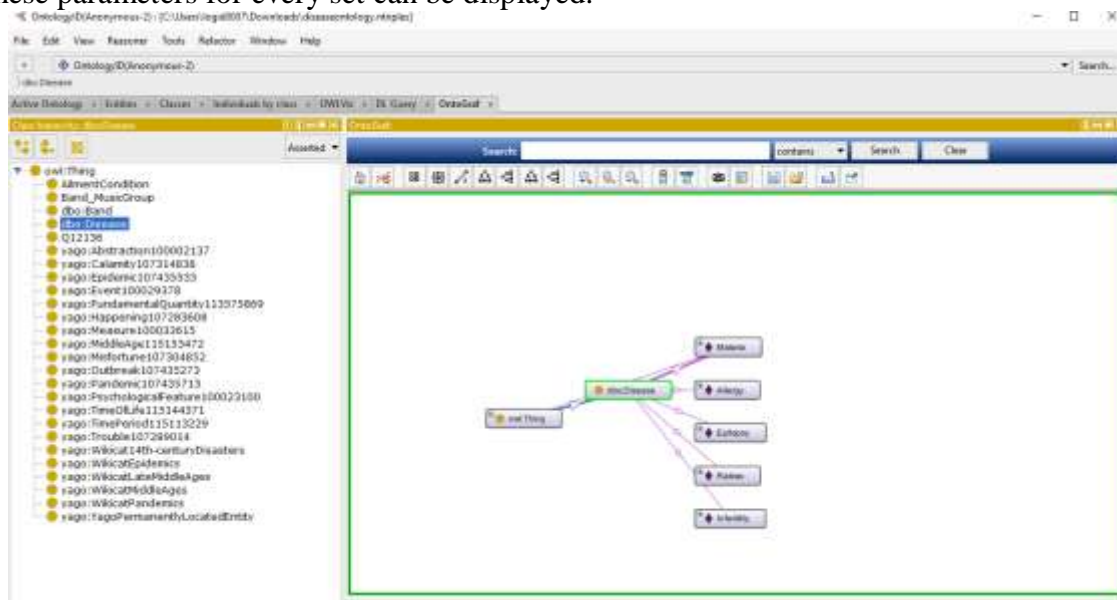 these parameters for every set can be displayed.
File Edit View Reasoner Tools Refactor Window Help
Search...
dbo:Disease
Active Ontology Entities Classes Individuals by class OWLViz DL Query OntoGraf
Asserted
Search: contains Search Clear
owl:Thing
AilmentCondition
Band_MusicGroup
dbo:Band
dbo:Disease
Q12136
yago:Abstraction100002137
yago:Calamity107314838
yago:Epidemic107435333
yago:Event100029378
yago:FundamentalQuantity113575869
yago:Happening107283608
yago:Measure100033615
yago:MiddleAge115153472
yago:Misfortune107304852
yago:Outbreak107435273
yago:Pandemic107435713
yago:PsychologicalFeature100023100
yago:TimeOfLife115144371
yago:TimePeriod115113229
yago:Trouble107289014
yago:Wikicat14th-centuryDisasters
yago:WikicatEpidemics
yago:WikicatLateMiddleAges
yago:WikicatMiddleAges
yago:WikicatPandemics
yago:YagoPermanentlyLocatedEntity
Malaria
dbo:Disease
Allergy
owl:Thing
Rabies
Infertility